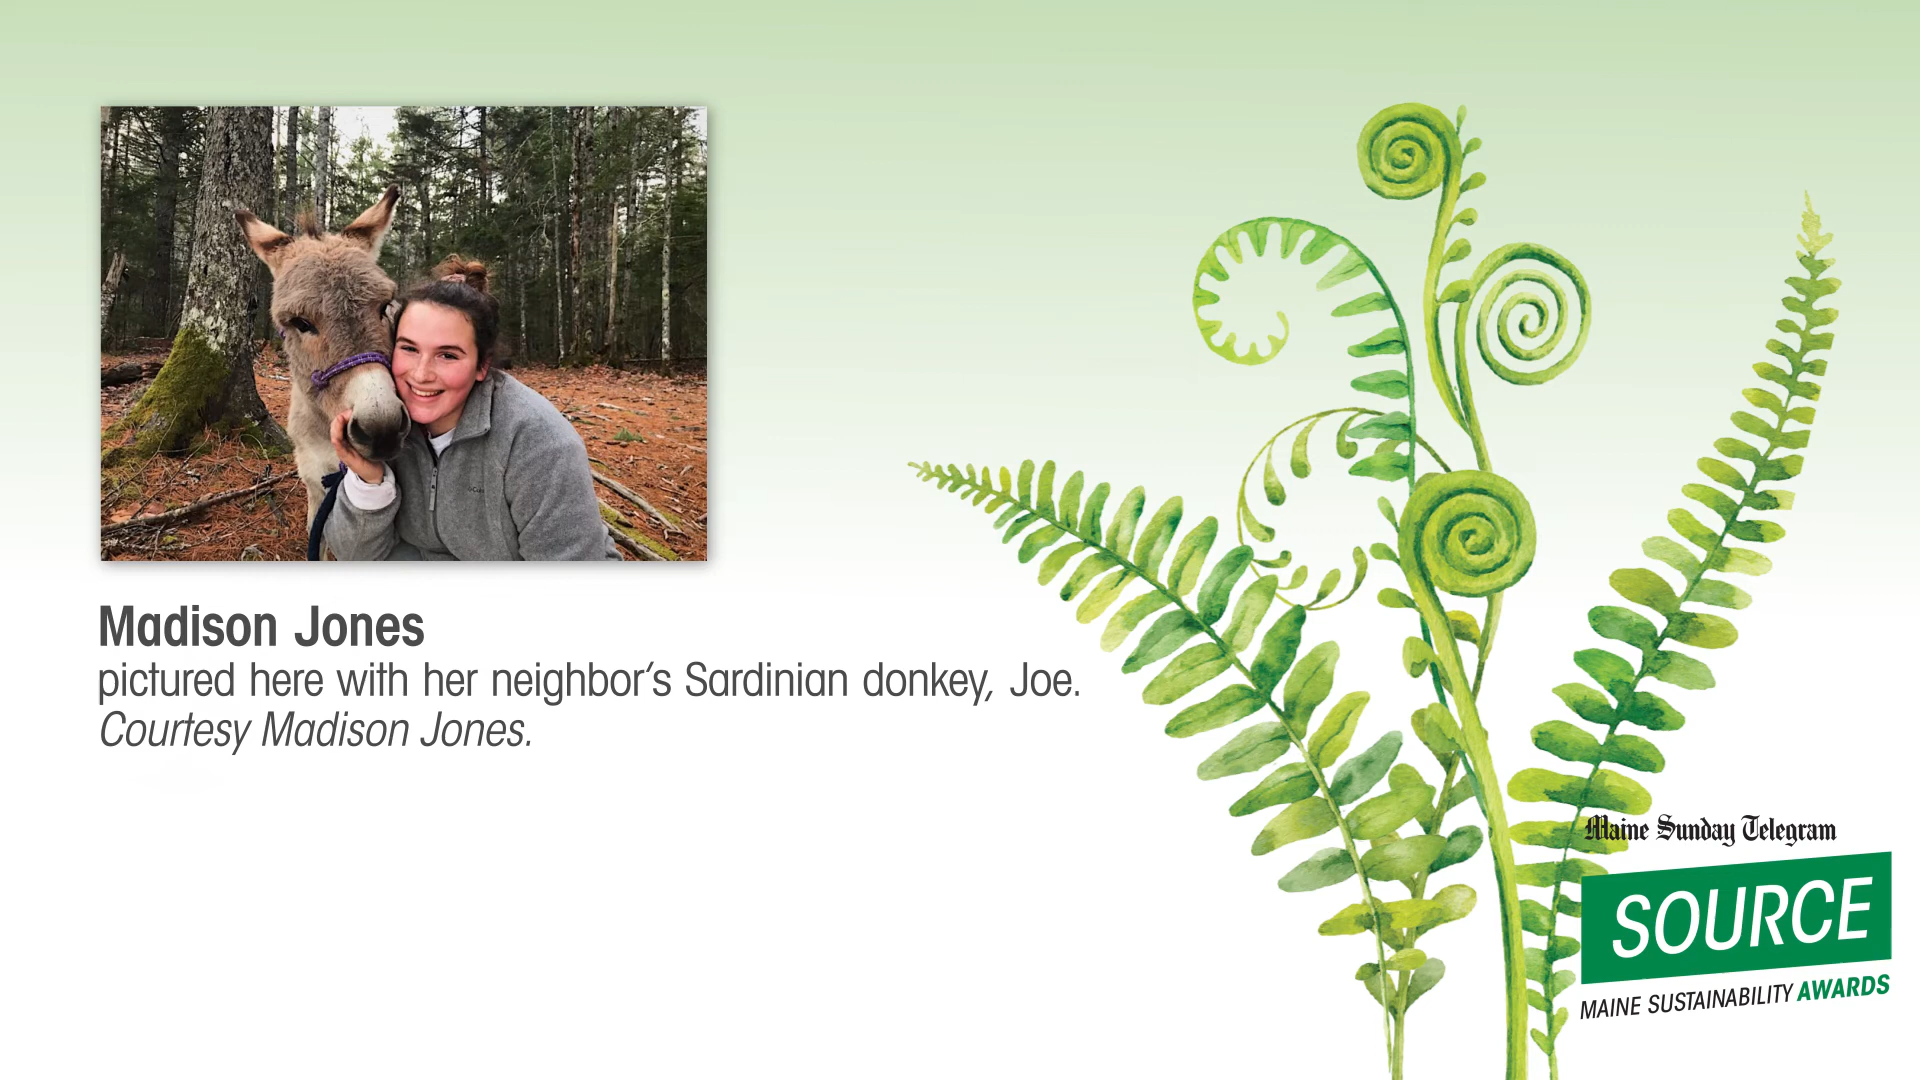 Madison Jones
pictured here with her neighbor’s Sardinian donkey, Joe.
Courtesy Madison Jones.
Maine Sunday Telegram
SOURCE
MAINE SUSTAINABILITY AWARDS